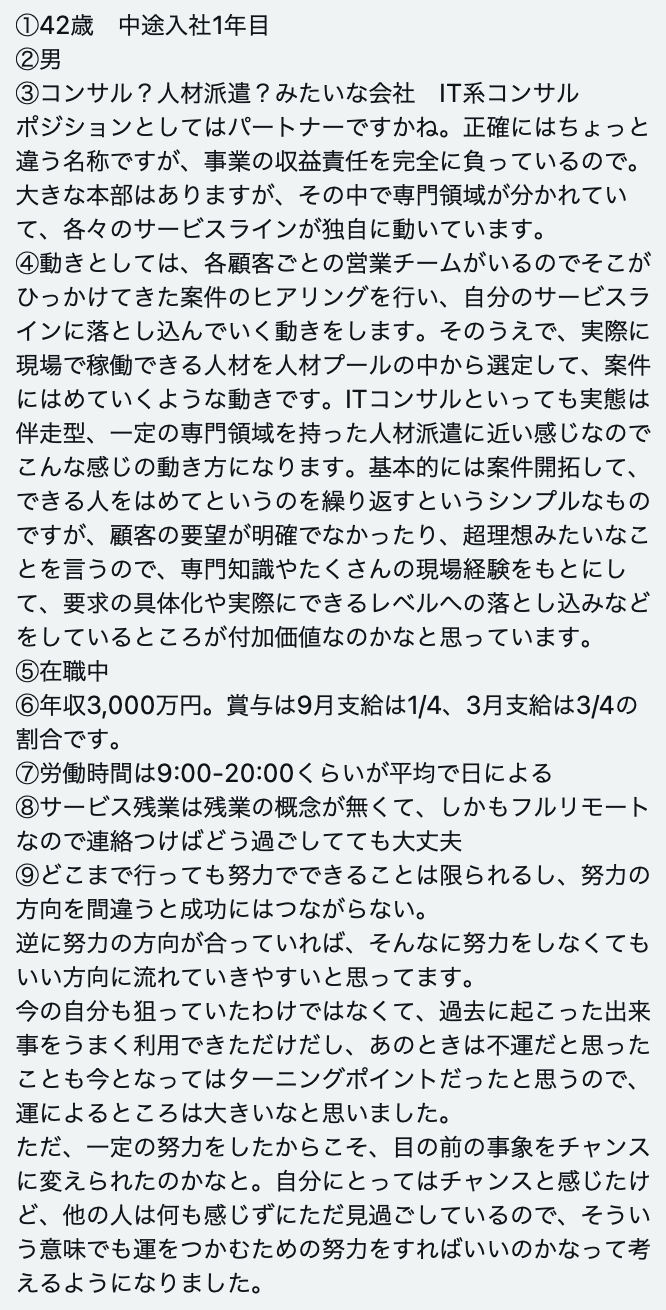 ①42歳　中途入社1年目
②男
③コンサル？人材派遣？みたいな会社　IT系コンサル
ポジションとしてはパートナーですかね。正確にはちょっと
違う名称ですが、事業の収益責任を完全に負っているので。
大きな本部はありますが、その中で専門領域が分かれてい
て、各々のサービスラインが独自に動いています。
④動きとしては、各顧客ごとの営業チームがいるのでそこが
ひっかけてきた案件のヒアリングを行い、自分のサービスラ
インに落とし込んでいく動きをします。そのうえで、実際に
現場で稼働できる人材を人材プールの中から選定して、案件
にはめていくような動きです。ITコンサルといっても実態は
伴走型、一定の専門領域を持った人材派遣に近い感じなので
こんな感じの動き方になります。基本的には案件開拓して、
できる人をはめてというのを繰り返すというシンプルなもの
ですが、顧客の要望が明確でなかったり、超理想みたいなこ
とを言うので、専門知識やたくさんの現場経験をもとにし
て、要求の具体化や実際にできるレベルへの落とし込みなど
をしているところが付加価値なのかなと思っています。
⑤在職中
⑥年収3,000万円。賞与は9月支給は1/4、3月支給は3/4の
割合です。
⑦労働時間は9:00-20:00くらいが平均で日による
⑧サービス残業は残業の概念が無くて、しかもフルリモート
なので連絡つけばどう過ごしてても大丈夫
⑨どこまで行っても努力でできることは限られるし、努力の
方向を間違うと成功にはつながらない。
逆に努力の方向が合っていれば、そんなに努力をしなくても
いい方向に流れていきやすいと思ってます。
今の自分も狙っていたわけではなくて、過去に起こった出来
事をうまく利用できただけだし、あのときは不運だと思った
ことも今となってはターニングポイントだったと思うので、
運によるところは大きいなと思いました。
ただ、一定の努力をしたからこそ、目の前の事象をチャンス
に変えられたのかなと。自分にとってはチャンスと感じたけ
ど、他の人は何も感じずにただ見過ごしているので、そうい
う意味でも運をつかむための努力をすればいいのかなって考
えるようになりました。